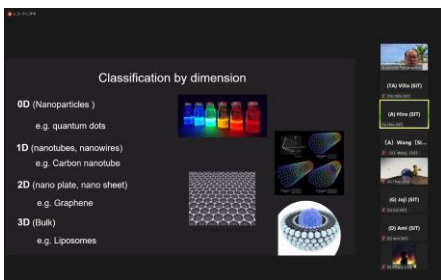 Classification by dimension
0D (Nanoparticles )
e.g. quantum dots
1D (nanotubes, nanowires)
e.g. Carbon nanotube
2D (nano plate, nano sheet)
e.g. Graphene
3D (Bulk)
e.g. Liposomes
(TA) Villa (SIT)
(A) Hiro (SIT)
(A) Wang (SI...
(G) Joji (SIT)
(D) Ami (SIT)